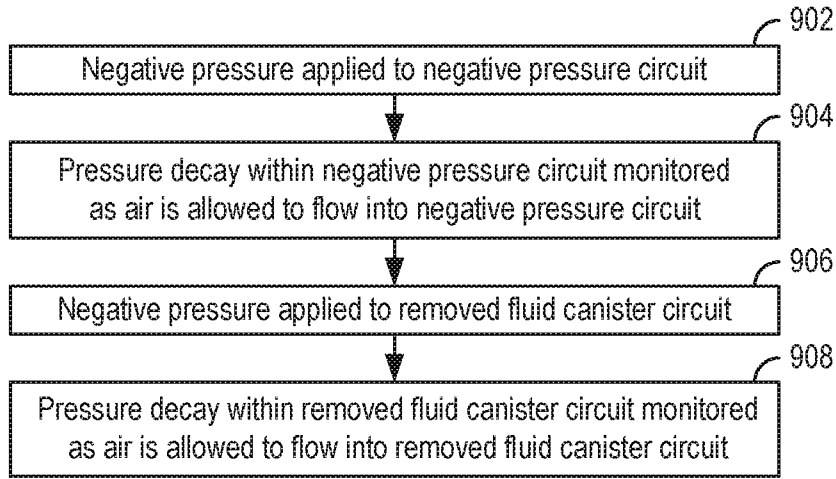 902
Negative pressure applied to negative pressure circuit
904
Pressure decay within negative pressure circuit monitored
as air is allowed to flow into negative pressure circuit
906
Negative pressure applied to removed fluid canister circuit
908
Pressure decay within removed fluid canister circuit monitored
as air is allowed to flow into removed fluid canister circuit